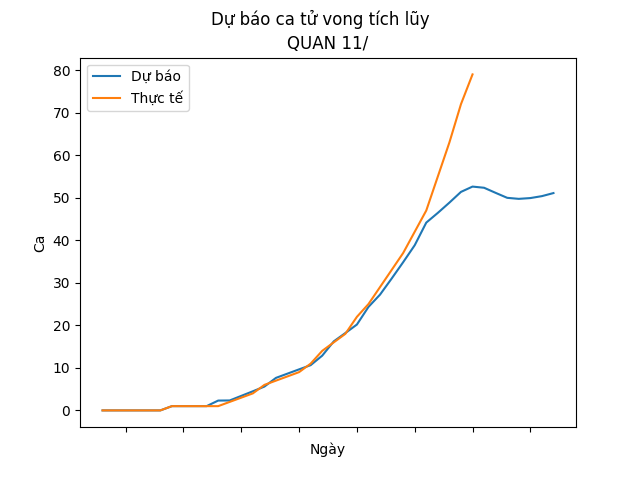 Dự báo ca tử vong tích lũy
QUAN 11/
Dự báo
Thực tế
80
70
60
50
40
30
20
10
0
Ca
Ngày